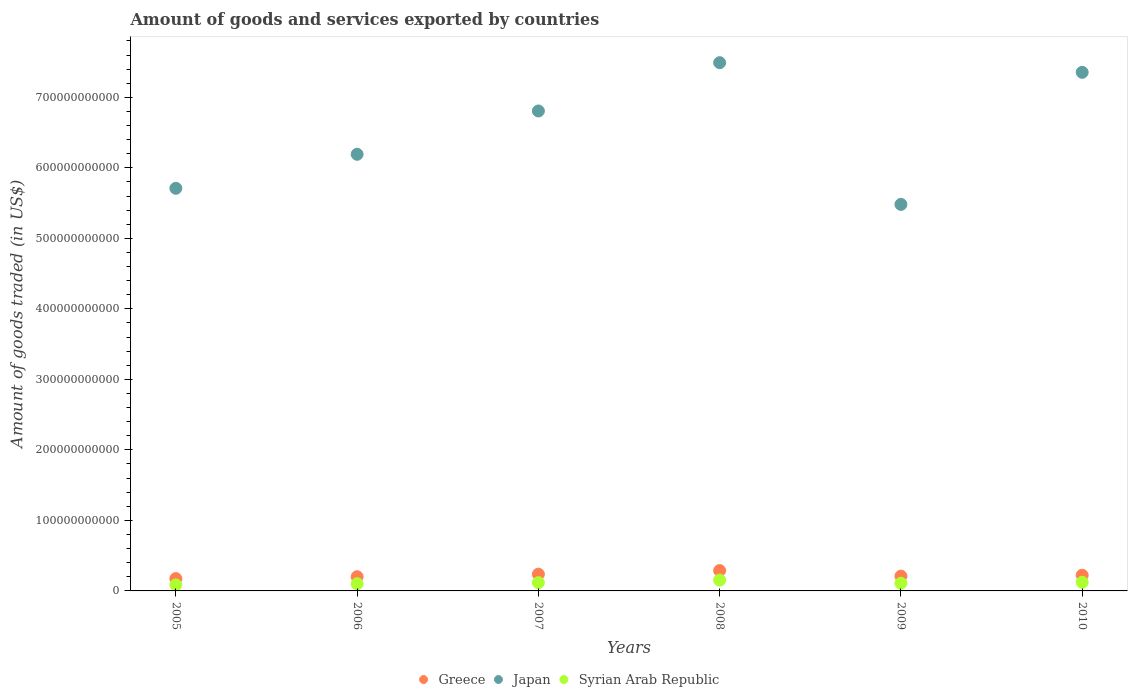 Amount of goods and services exported by countries
Amount of goods traded (in US$)
700000000000
600000000000
500000000000
400000000000
300000000000
200000000000
100000000000
0
2005
2006
2007
2008
2009
2010
Years
Greece
Japan
Syrian Arab Republic